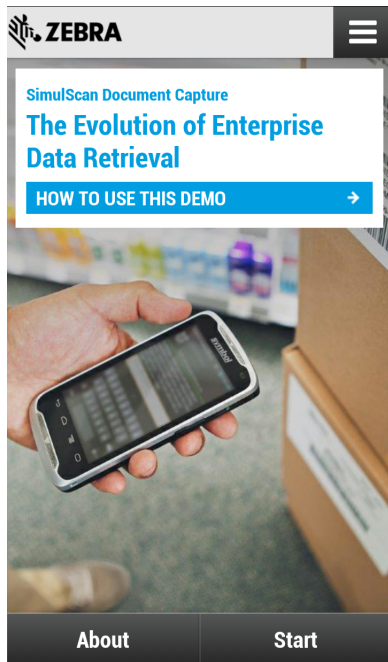 ZEBRA
SimulScan Document Capture
The Evolution of Enterprise
Data Retrieval
HOW TO USE THIS DEMO
symbol
About
Start